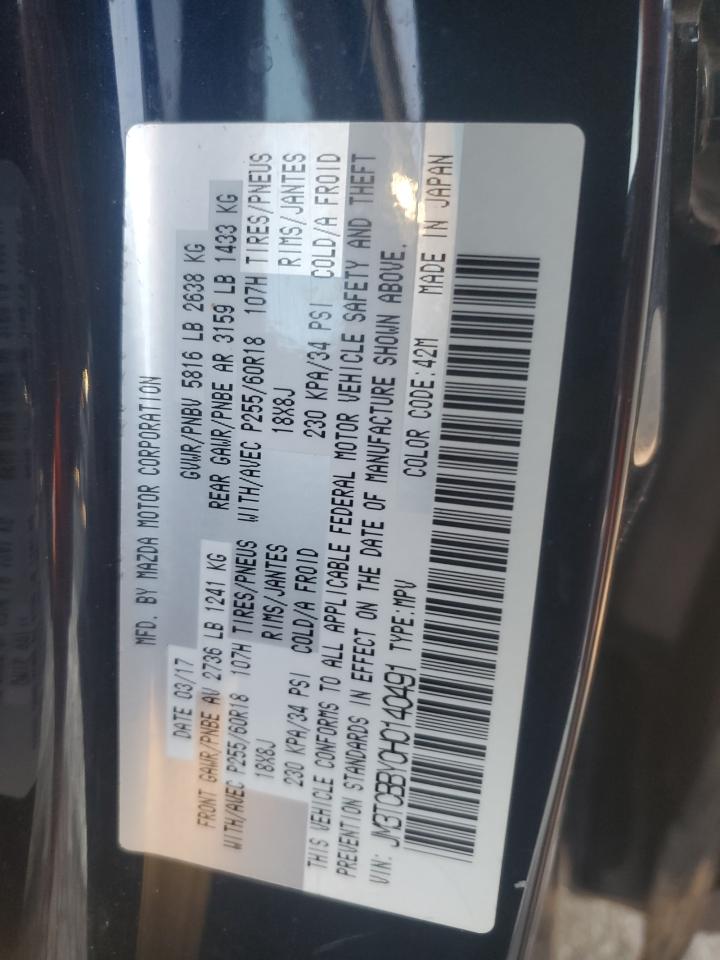 MFD. BY MAZDA MOTOR CORPORATION
DATE 03/17 GVWR/PNBV 5816 LB 2638 KG
FRONT GAWR/PNBE AV 2736 LB 1241 KG REAR GAWR/PNBE AR 3159 LB 1433 KG
WITH/AVEC P255/60R18 107H TIRES/PNEUS WITH/AVEC P255/60R18 107H TIRES/PNEUS
18X8J RIMS/JANTES 18X8J RIMS/JANTES
230 KPA/34 PSI COLD/A FROID 230 KPA/34 PSI COLD/A FROID
THIS VEHICLE CONFORMS TO ALL APPLICABLE FEDERAL MOTOR VEHICLE SAFETY AND THEFT
PREVENTION STANDARDS IN EFFECT ON THE DATE OF MANUFACTURE SHOWN ABOVE.
VIN: JM3TCBBY0H0140491 TYPE:MPV COLOR CODE:42M MADE IN JAPAN